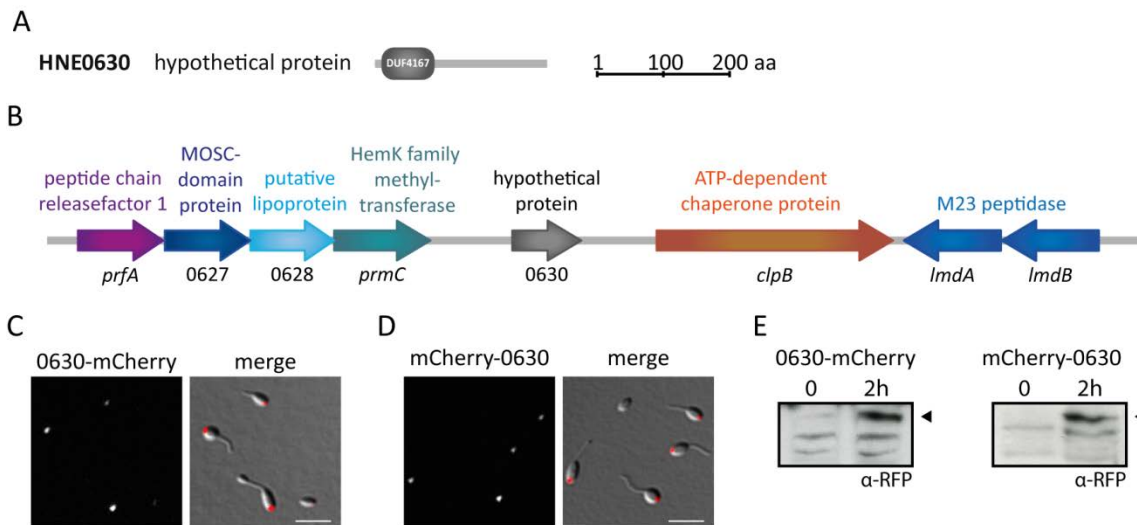 A
HNE0630 hypothetical protein DUF4167 1 100 200 aa
B
peptide chain
releasefactor 1
MOSC-
domain
protein
putative
lipoprotein
HemK family
methyl-
transferase
hypothetical
protein
ATP-dependent
chaperone protein
M23 peptidase
prfA 0627 0628 prmC 0630 clpB lmdA lmdB
C
0630-mCherry merge
D
mCherry-0630 merge
E
0630-mCherry mCherry-0630
0 2h 0 2h
α-RFP α-RFP